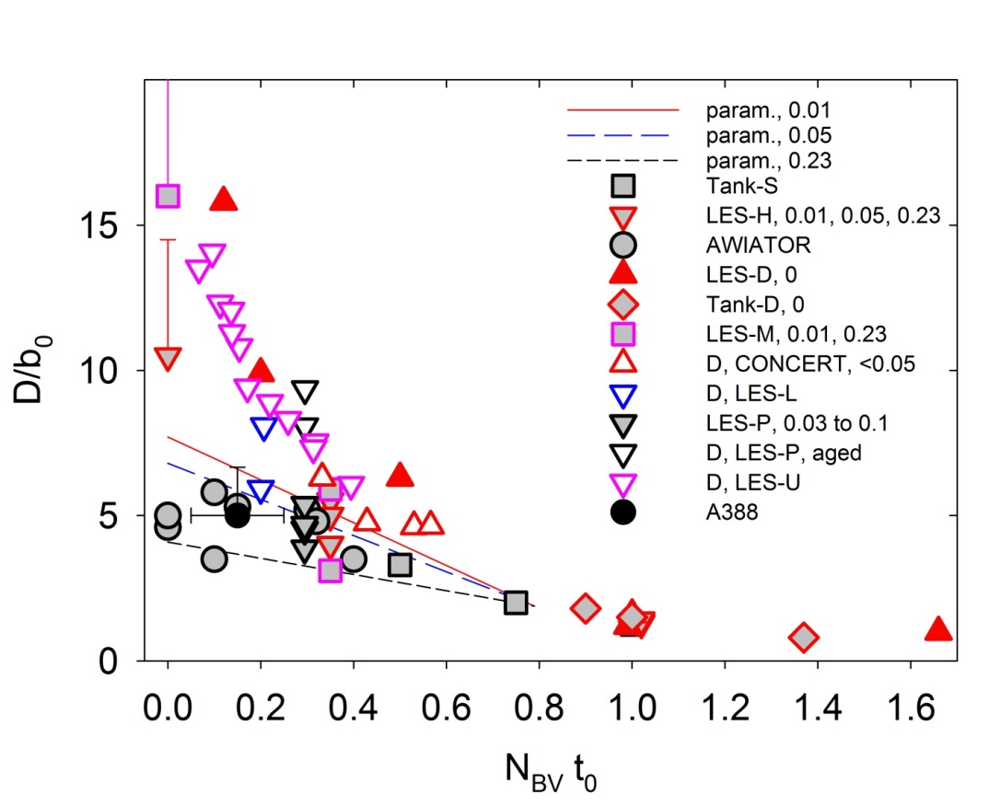 param., 0.01
param., 0.05
param., 0.23
Tank-S
LES-H, 0.01, 0.05, 0.23
AWIATOR
LES-D, 0
Tank-D, 0
LES-M, 0.01, 0.23
D, CONCERT, <0.05
D, LES-L
LES-P, 0.03 to 0.1
D, LES-P, aged
D, LES-U
A388
15
10
5
0
D/b0
0.0 0.2 0.4 0.6 0.8 1.0 1.2 1.4 1.6
NBV t0